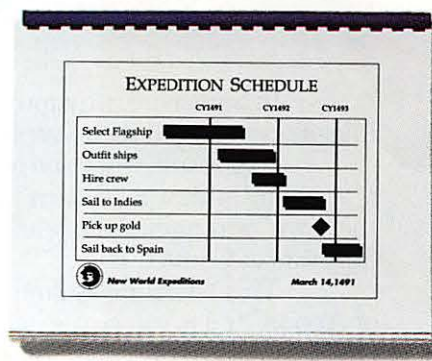 EXPEDITION SCHEDULE
CY1491 CY1492 CY1493
Select Flagship
Outfit ships
Hire crew
Sail to Indies
Pick up gold
Sail back to Spain
New World Expeditions March 14,1491